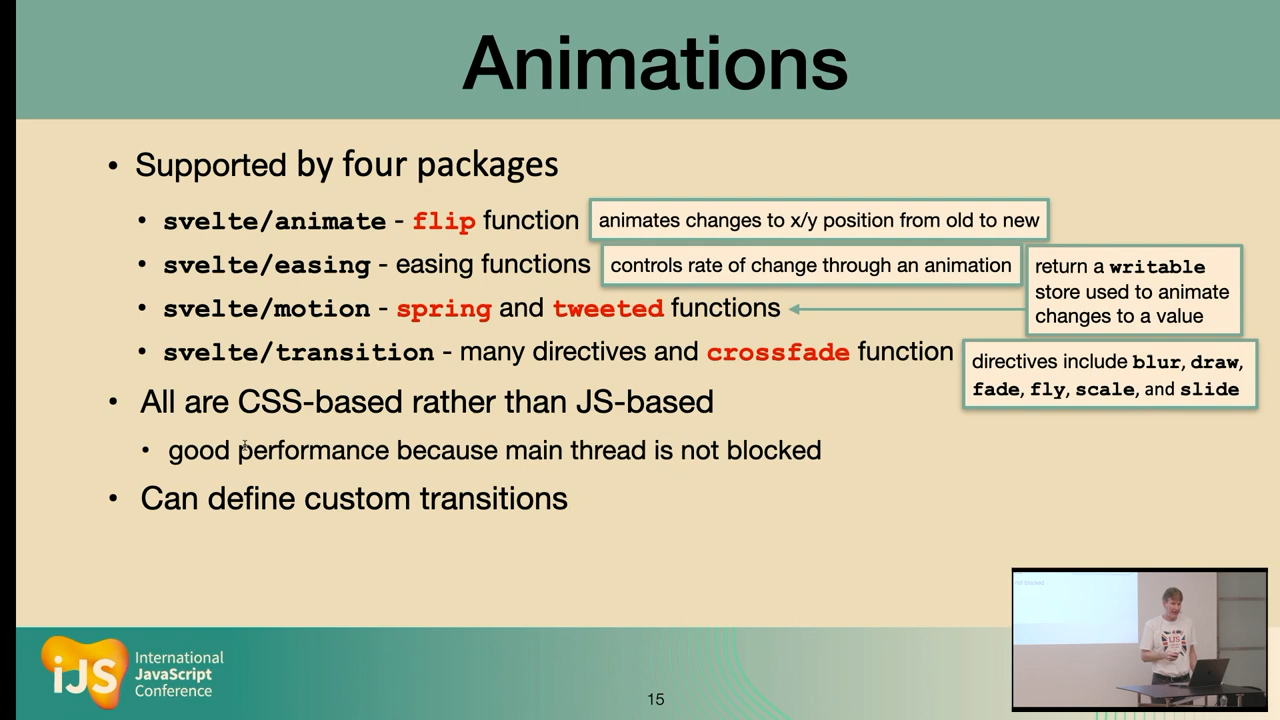 Animations
• Supported by four packages
• svelte/animate - flip function
animates changes to x/y position from old to new
• svelte/easing - easing functions
controls rate of change through an animation
• svelte/motion - spring and tweeted functions
return a writable
store used to animate
changes to a value
• svelte/transition - many directives and crossfade function
directives include blur, draw,
fade, fly, scale, and slide
• All are CSS-based rather than JS-based
• good performance because main thread is not blocked
• Can define custom transitions
iJS
International
JavaScript
Conference
15
not blocked